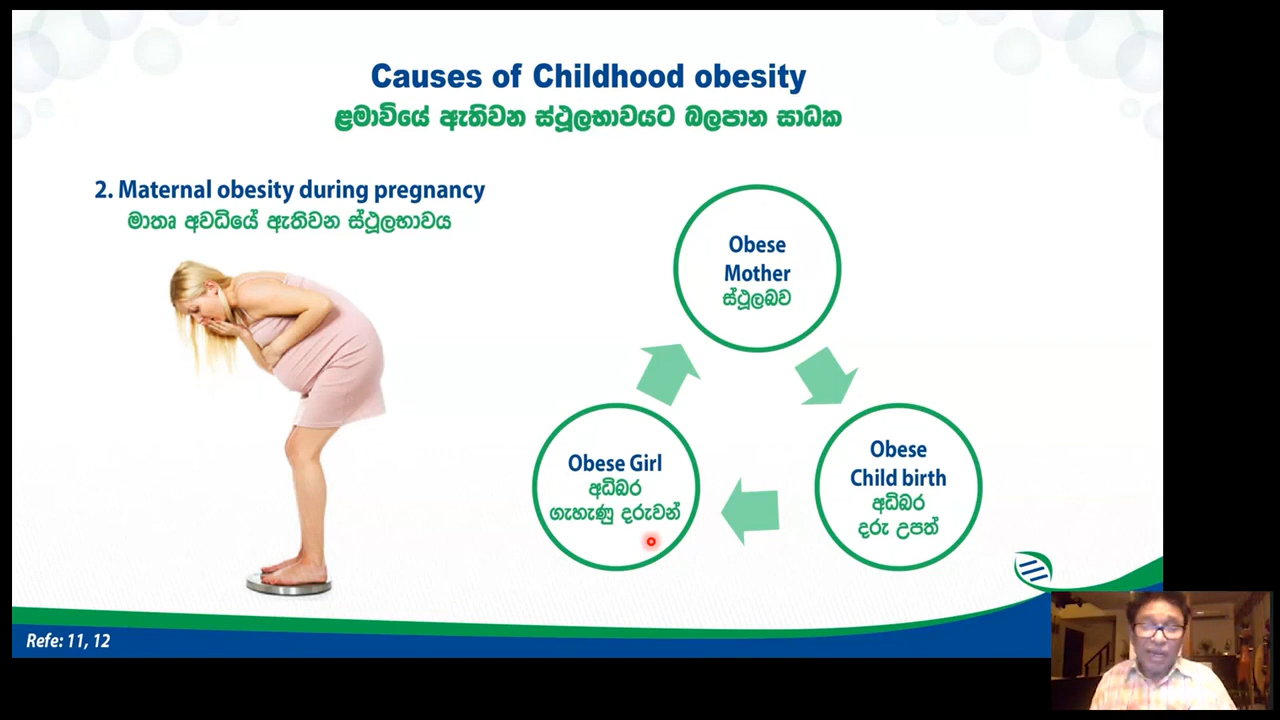 Causes of Childhood obesity
ළමාවියේ ඇතිවන ස්ථූලභාවයට බලපාන සාධක
2. Maternal obesity during pregnancy
මාතෘ අවධියේ ඇතිවන ස්ථූලභාවය
Obese
Mother
ස්ථූලබව
Obese
Child birth
අධිබර
දරු උපත්
Obese Girl
අධිබර
ගැහැණු දරුවන්
Refe: 11, 12